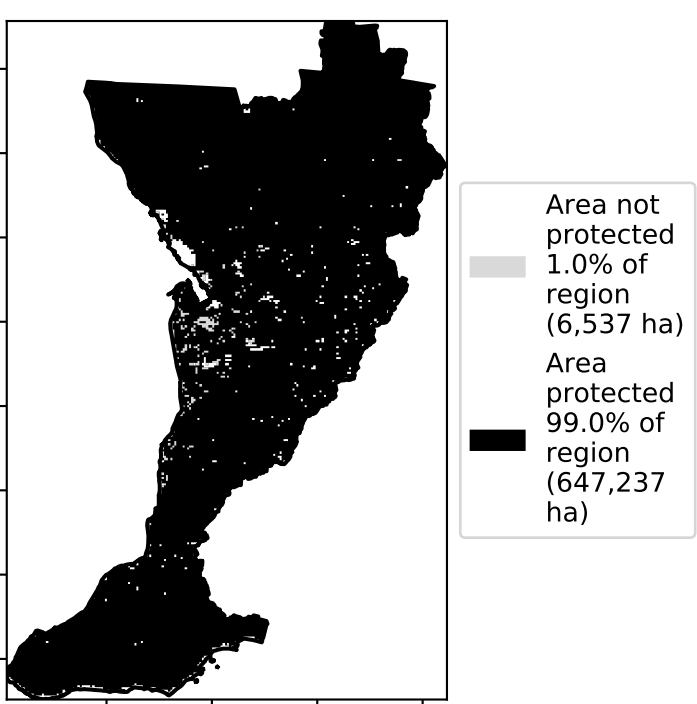 Area not
protected
1.0% of
region
(6,537 ha)
Area
protected
99.0% of
region
(647,237
ha)